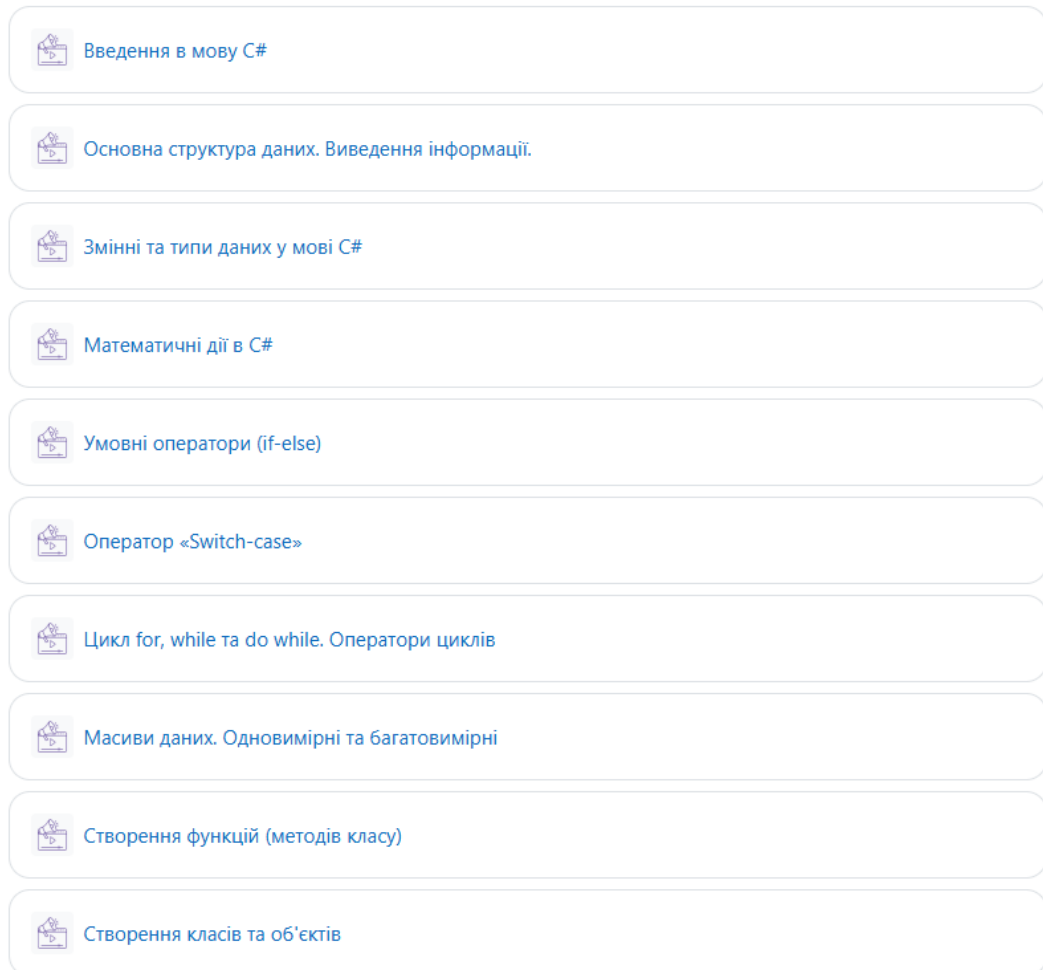 Введення в мову C#
Основна структура даних. Виведення інформації.
Змінні та типи даних у мові C#
Математичні дії в C#
Умовні оператори (if-else)
Оператор «Switch-case»
Цикл for, while та do while. Оператори циклів
Масиви даних. Одновимірні та багатовимірні
Створення функцій (методів класу)
Створення класів та об'єктів